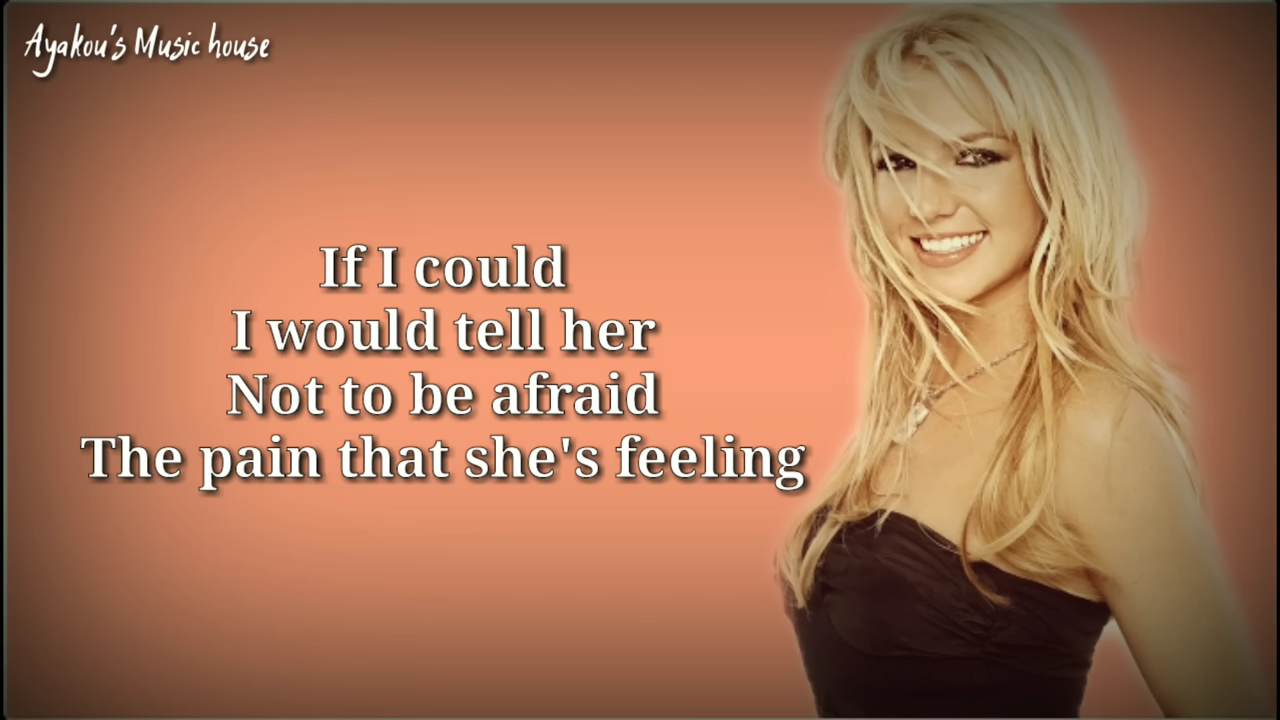 Ayakou's Music house
If I could
I would tell her
Not to be afraid
The pain that she's feeling